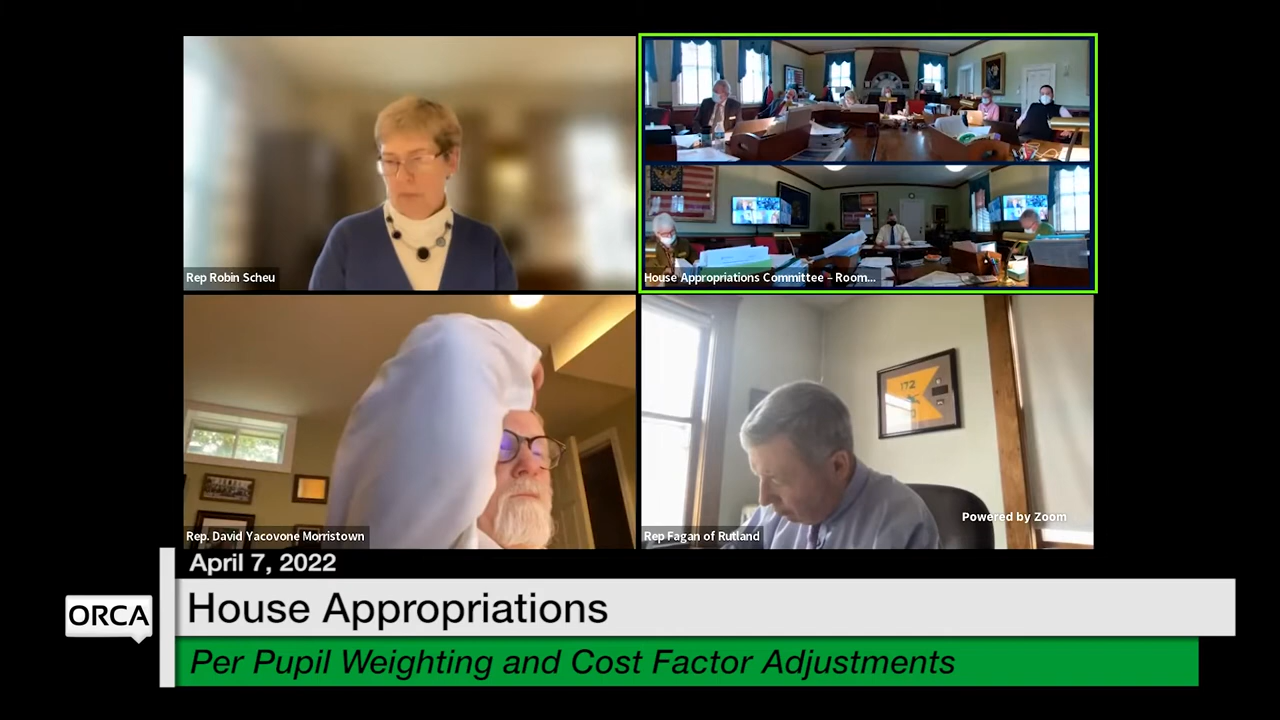 Rep Robin Scheu
House Appropriations Committee – Room...
172
Rep. David Yacovone Morristown
Rep Fagan of Rutland
Powered by Zoom
April 7, 2022
ORCA
House Appropriations
Per Pupil Weighting and Cost Factor Adjustments